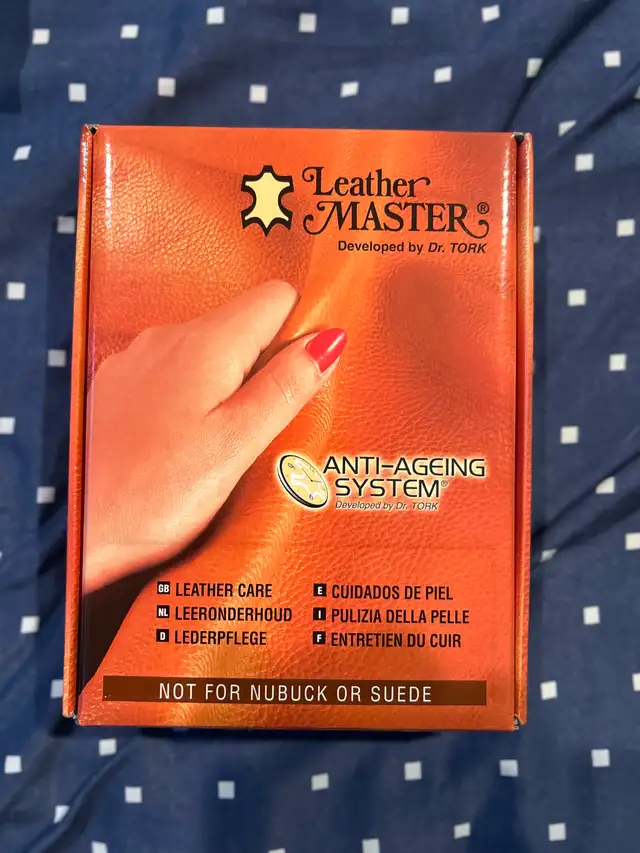 Leather
MASTER®
Developed by Dr. TORK
ANTI-AGEING
SYSTEM®
Developed by Dr. TORK
GB LEATHER CARE
NL LEERONDERHOUD
D LEDERPFLEGE
E CUIDADOS DE PIEL
I PULIZIA DELLA PELLE
F ENTRETIEN DU CUIR
NOT FOR NUBUCK OR SUEDE